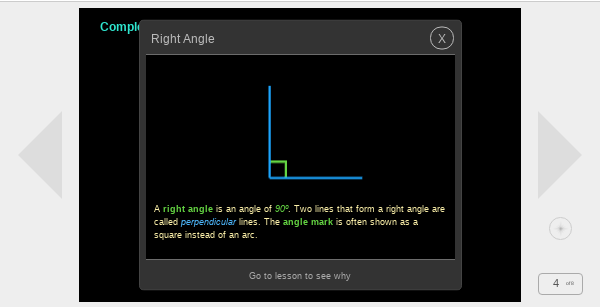 Comple
Right Angle
X
A right angle is an angle of 90º. Two lines that form a right angle are
called perpendicular lines. The angle mark is often shown as a
square instead of an arc.
Go to lesson to see why
4 of 8